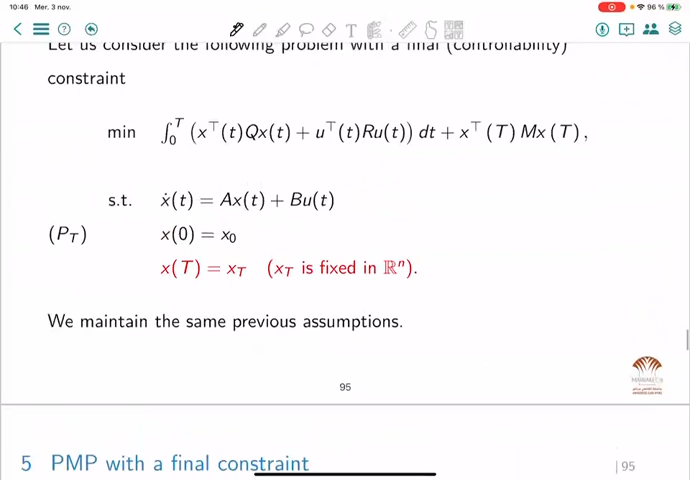 10:46 Mer. 3 nov.
96 %
Let us consider the following problem with a final (controllability)
constraint
min ∫₀ᵀ (x⊤(t)Qx(t) + u⊤(t)Ru(t)) dt + x⊤(T)Mx(T),
s.t. ẋ(t) = Ax(t) + Bu(t)
(P_T) x(0) = x₀
x(T) = x_T (x_T is fixed in ℝⁿ).
We maintain the same previous assumptions.
95
5 PMP with a final constraint
| 95